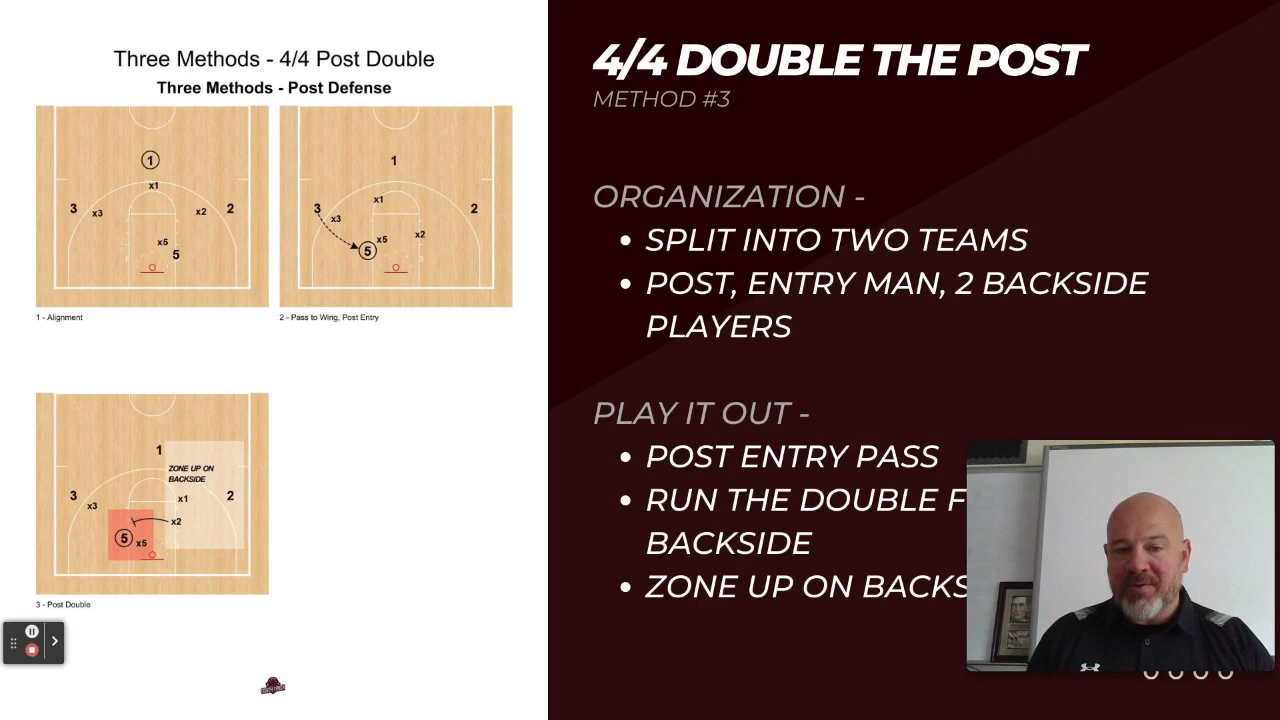 Three Methods - 4/4 Post Double
Three Methods - Post Defense
1
x1
3
x3
x2
2
x5
5
1 - Alignment
1
x1
3
x3
x2
2
x5
5
2 - Pass to Wing, Post Entry
1
ZONE UP ON
BACKSIDE
3
x3
x1
2
x2
5
x5
3 - Post Double
4/4 DOUBLE THE POST
METHOD #3
ORGANIZATION -
SPLIT INTO TWO TEAMS
POST, ENTRY MAN, 2 BACKSIDE
PLAYERS
PLAY IT OUT -
POST ENTRY PASS
RUN THE DOUBLE F
BACKSIDE
ZONE UP ON BACKS